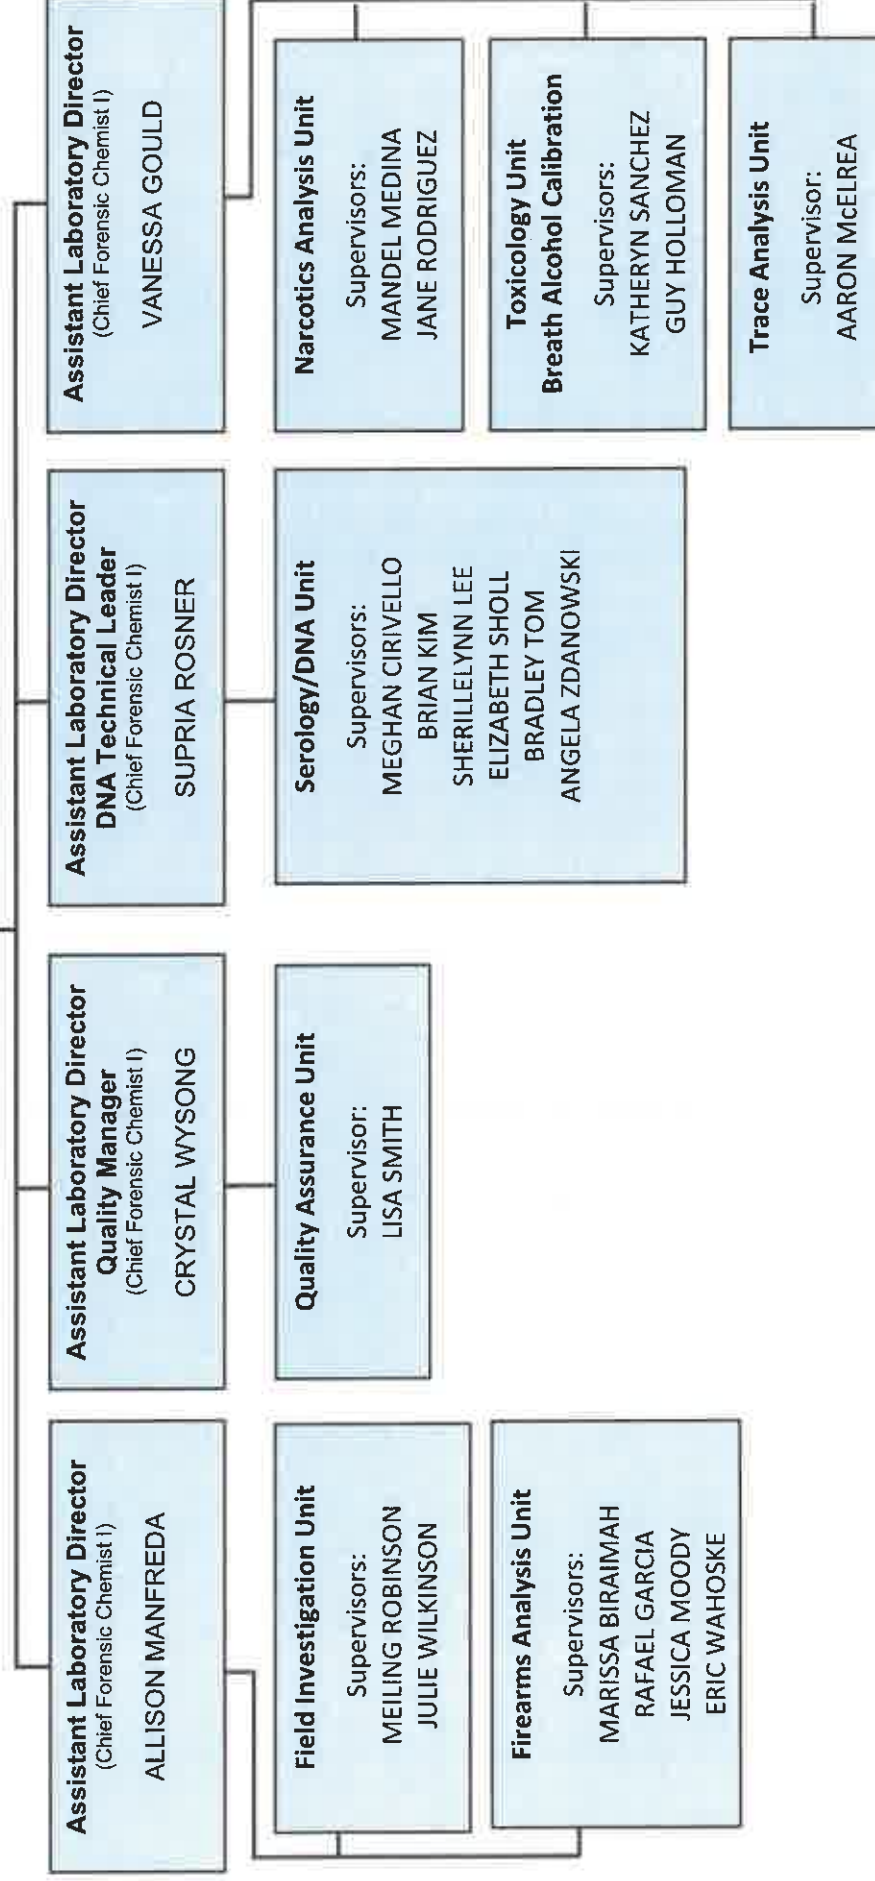 Assistant Laboratory Director
(Chief Forensic Chemist I)
ALLISON MANFREDA
Field Investigation Unit
Supervisors:
MEILING ROBINSON
JULIE WILKINSON
Firearms Analysis Unit
Supervisors:
MARISSA BIRAIMAH
RAFAEL GARCIA
JESSICA MOODY
ERIC WAHOSKE
Assistant Laboratory Director
Quality Manager
(Chief Forensic Chemist I)
CRYSTAL WYSONG
Quality Assurance Unit
Supervisor:
LISA SMITH
Assistant Laboratory Director
DNA Technical Leader
(Chief Forensic Chemist I)
SUPRIA ROSNER
Serology/DNA Unit
Supervisors:
MEGHAN CIRIVELLO
BRIAN KIM
SHERILLELYNN LEE
ELIZABETH SHOLL
BRADLEY TOM
ANGELA ZDANOWSKI
Assistant Laboratory Director
(Chief Forensic Chemist I)
VANESSA GOULD
Narcotics Analysis Unit
Supervisors:
MANDEL MEDINA
JANE RODRIGUEZ
Toxicology Unit
Breath Alcohol Calibration
Supervisors:
KATHERYN SANCHEZ
GUY HOLLOMAN
Trace Analysis Unit
Supervisor:
AARON McELREA